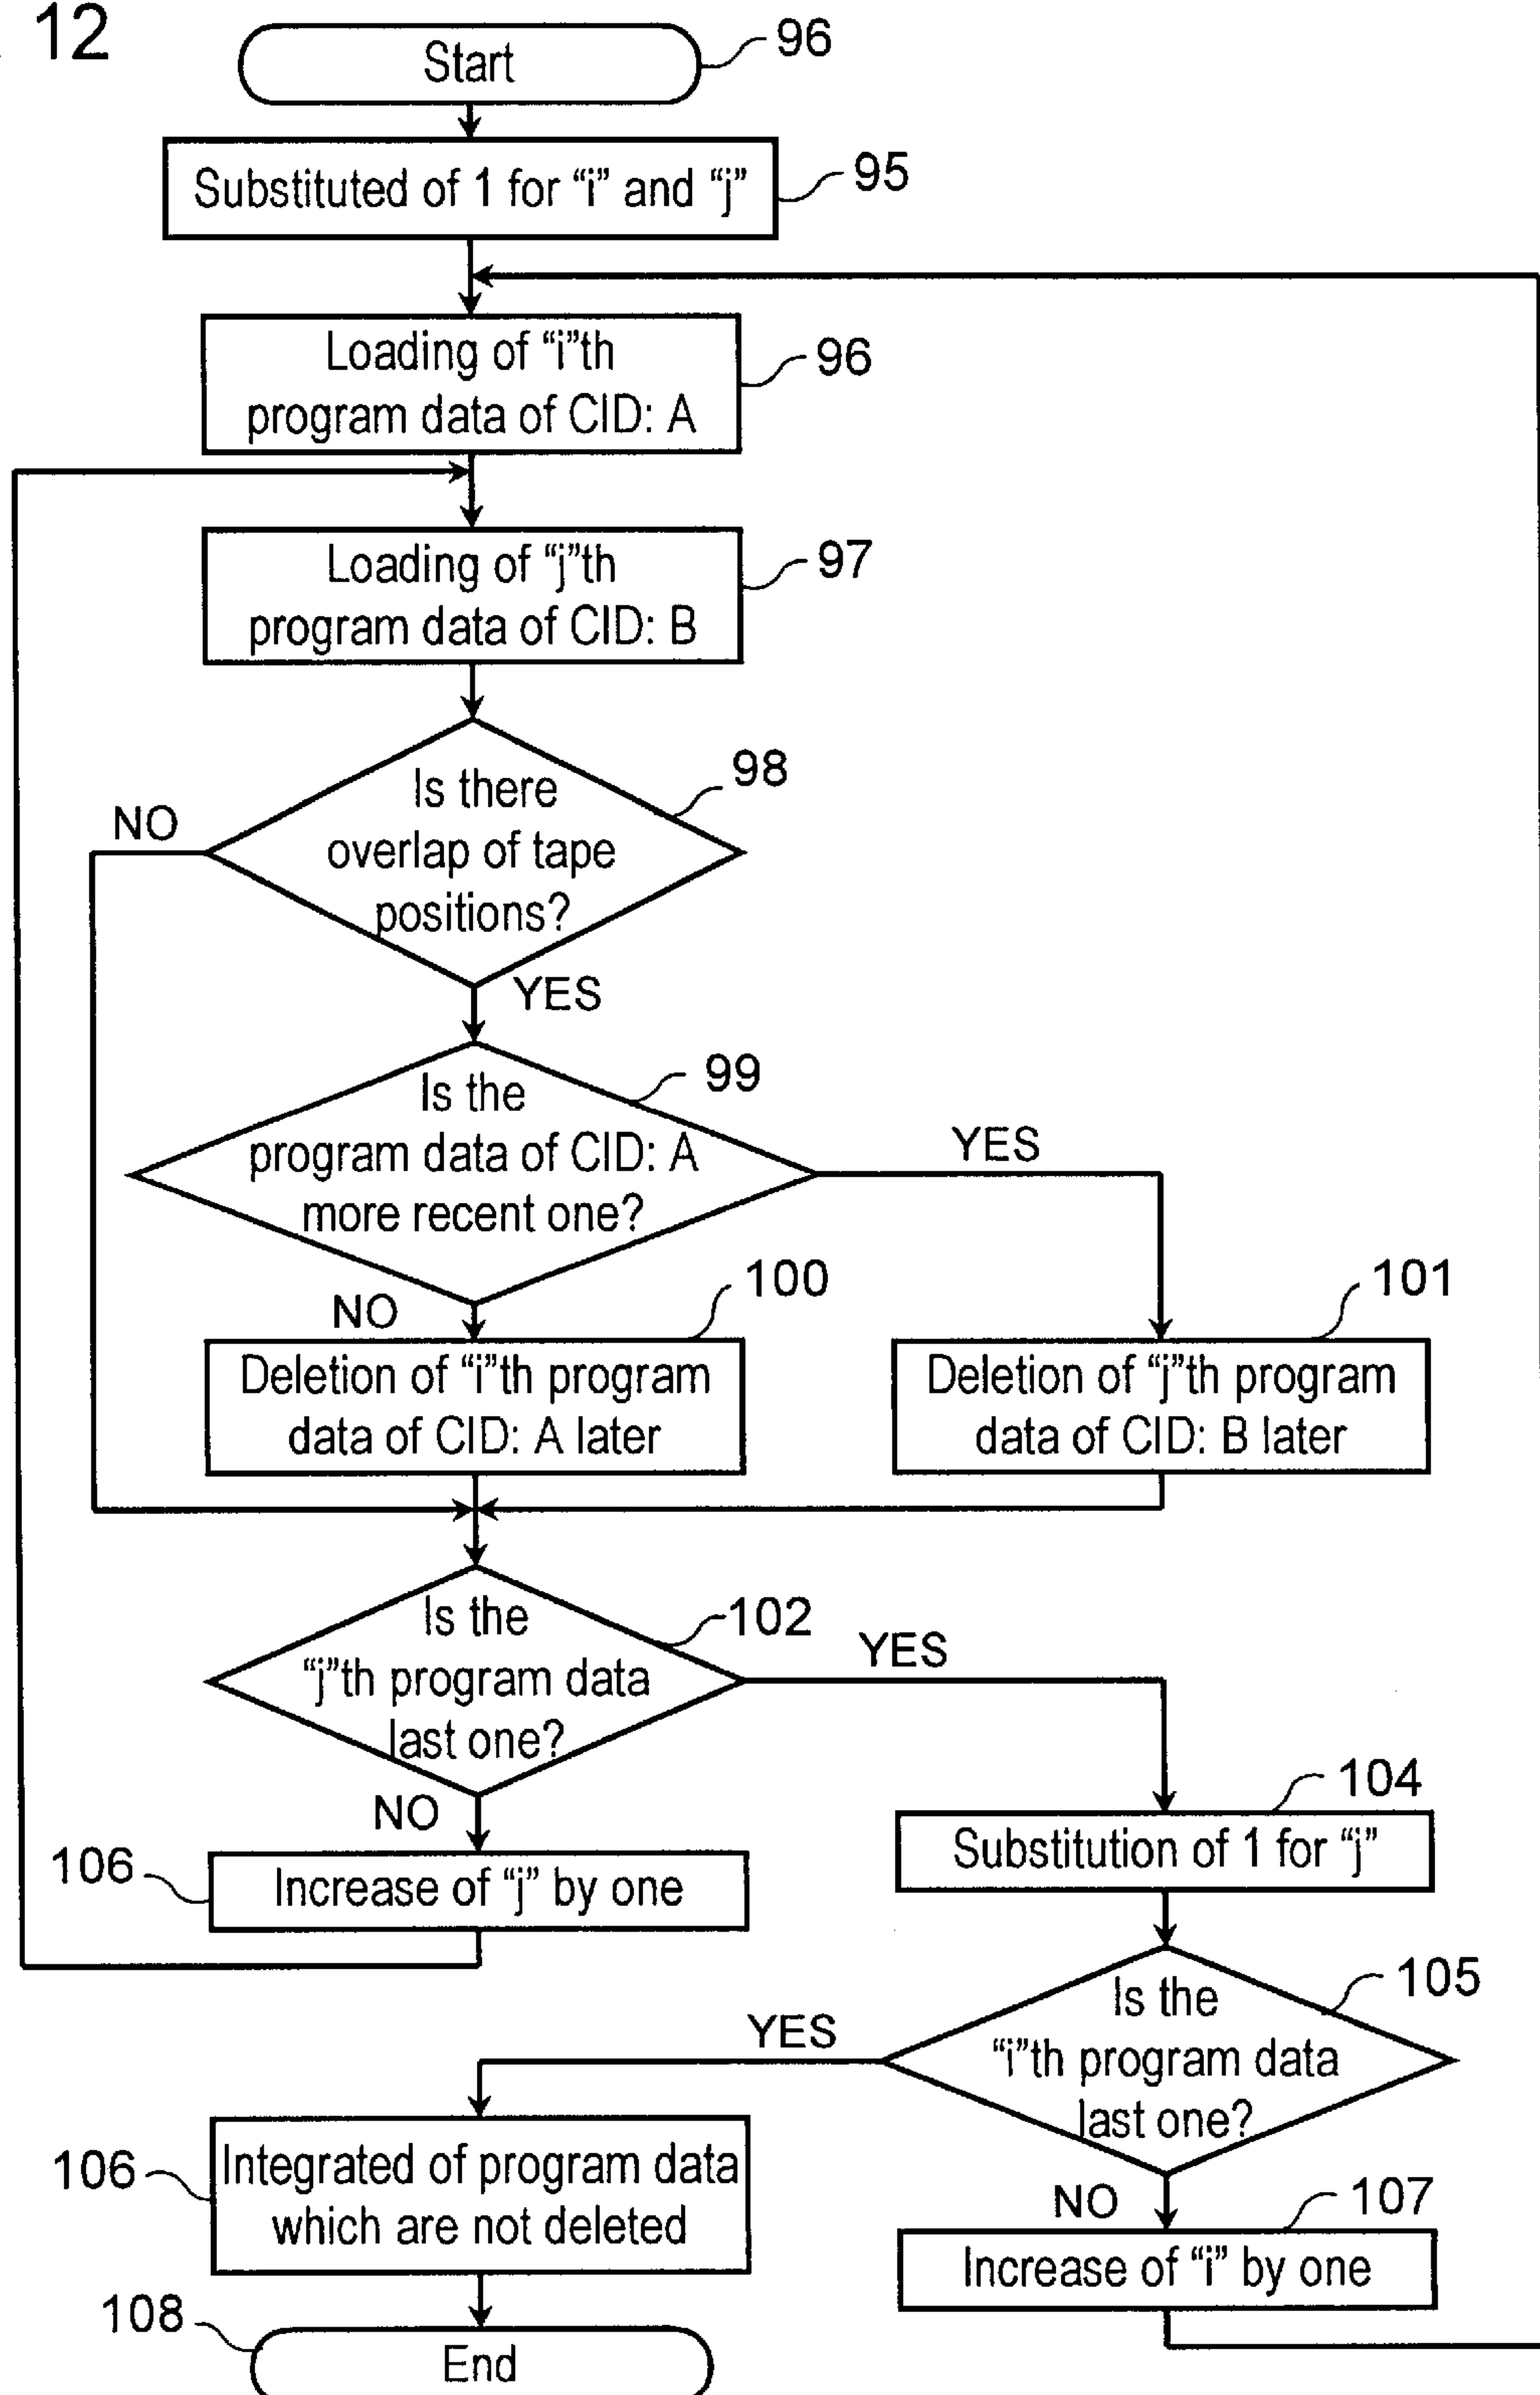 12
Start
96
Substituted of 1 for “i” and “j”
95
Loading of “i”th
program data of CID: A
96
Loading of “j”th
program data of CID: B
97
Is there
overlap of tape
positions?
98
NO
YES
Is the
program data of CID: A
more recent one?
99
YES
NO
100
101
Deletion of “i”th program
data of CID: A later
Deletion of “j”th program
data of CID: B later
Is the
“j”th program data
last one?
102
YES
NO
104
Substitution of 1 for “j”
106
Increase of “j” by one
Is the
“i”th program data
last one?
105
YES
NO
106
Integrated of program data
which are not deleted
107
Increase of “i” by one
108
End